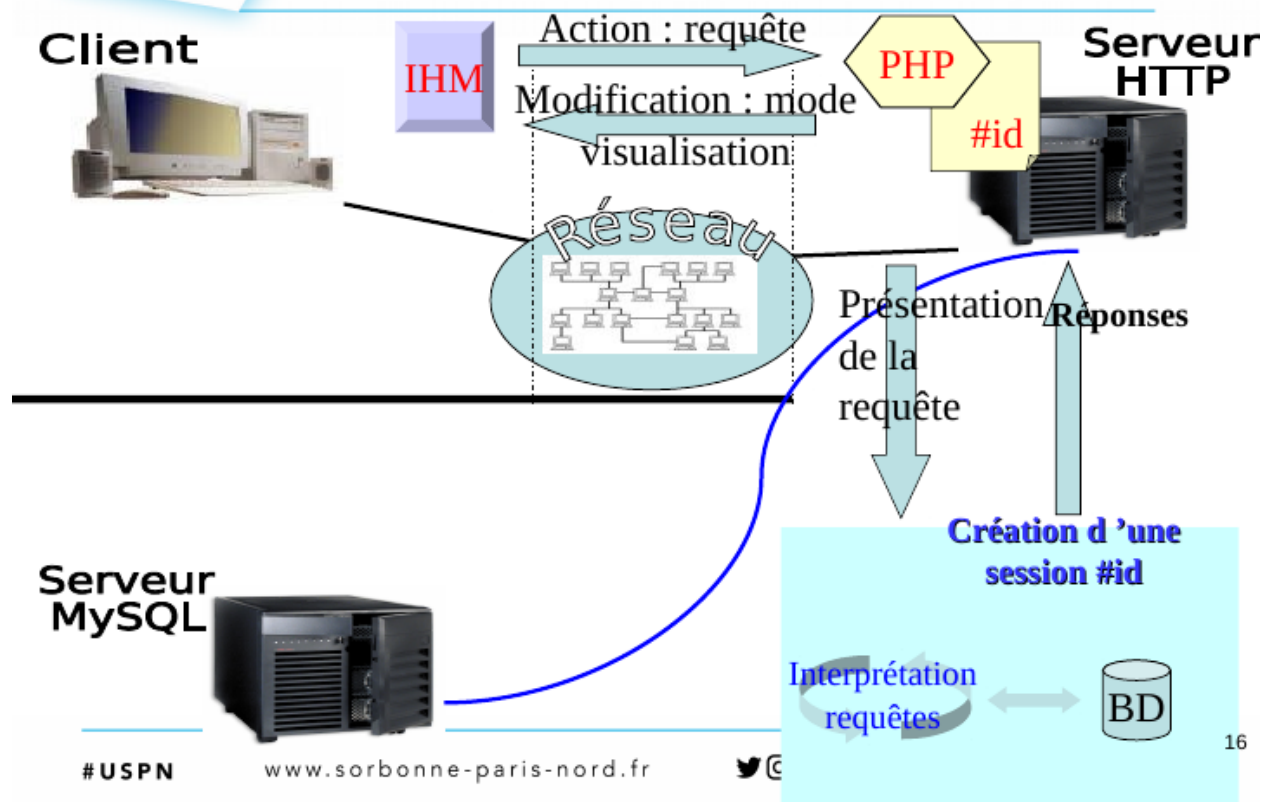 Client
IHM
Action : requête
Modification : mode
visualisation
PHP
#id
Serveur
HTTP
Réseau
Présentation
de la
requête
Réponses
Création d ’une
session #id
Serveur
MySQL
Interprétation
requêtes
BD
#USPN
www.sorbonne-paris-nord.fr
16